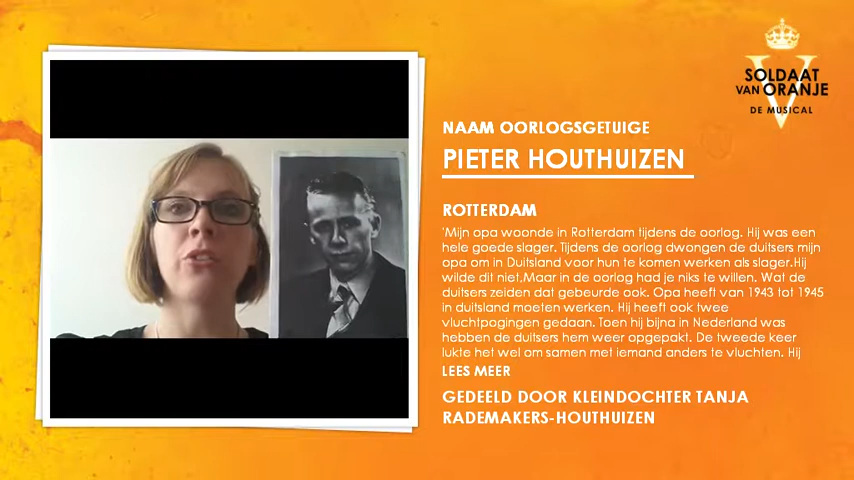 SOLDAAT
VAN ORANJE
DE MUSICAL
NAAM OORLOGSGETUIGE
PIETER HOUTHUIZEN
ROTTERDAM
'Mijn opa woonde in Rotterdam tijdens de oorlog. Hij was een
hele goede slager. Tijdens de oorlog dwongen de duitsers mijn
opa om in Duitsland voor hun te komen werken als slager.Hij
wilde dit niet,Maar in de oorlog had je niks te willen. Wat de
duitsers zeiden dat gebeurde ook. Opa heeft van 1943 tot 1945
in duitsland moeten werken. Hij heeft ook twee
vluchtpogingen gedaan. Toen hij bijna in Nederland was
hebben de duitsers hem weer opgepakt. De tweede keer
lukte het wel om samen met iemand anders te vluchten. Hij
LEES MEER
GEDEELD DOOR KLEINDOCHTER TANJA
RADEMAKERS-HOUTHUIZEN